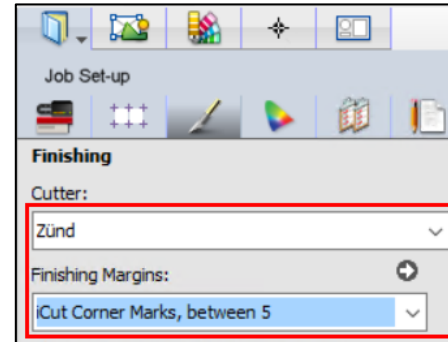 Job Set-up
Finishing
Cutter:
Zünd
Finishing Margins:
iCut Corner Marks, between 5